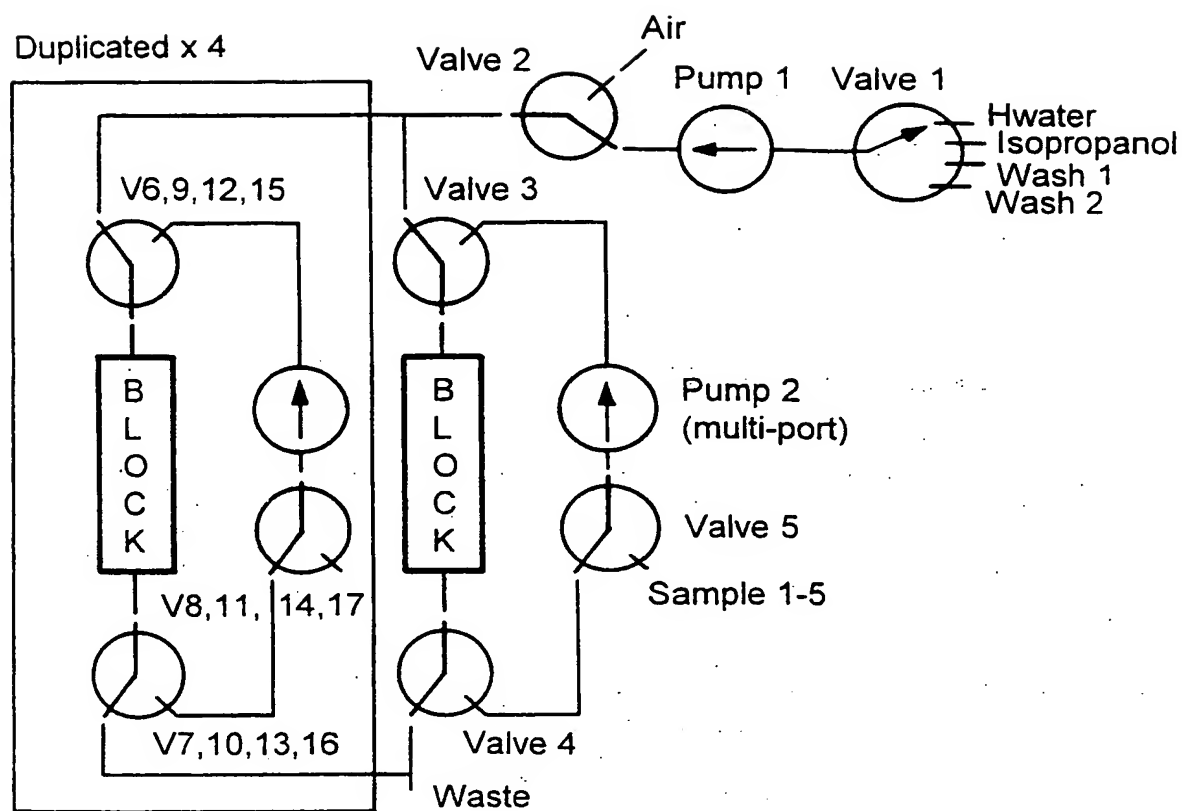 Duplicated x 4
Air
Valve 2
Pump 1
Valve 1
Hwater
Isopropanol
Wash 1
Wash 2
V6,9,12,15
Valve 3
BLOCK
BLOCK
Pump 2
(multi-port)
Valve 5
Sample 1-5
V8,11, 14,17
V7,10,13,16
Valve 4
Waste